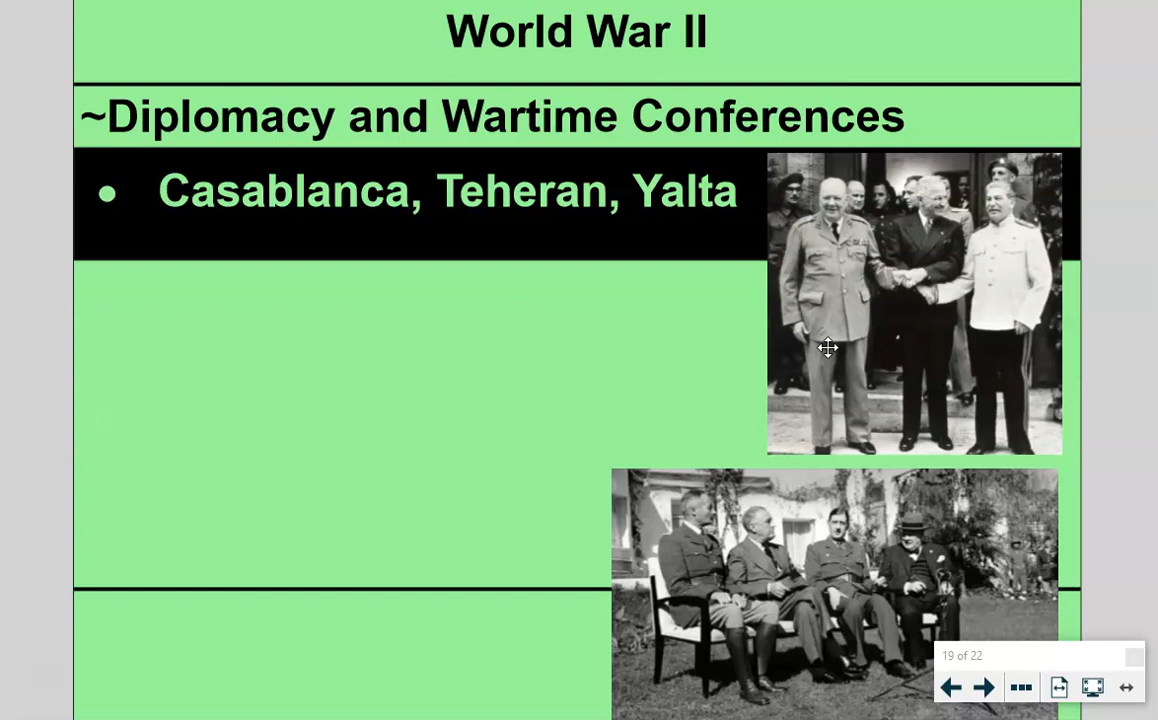 World War II
~Diplomacy and Wartime Conferences
• Casablanca, Teheran, Yalta
19 of 22